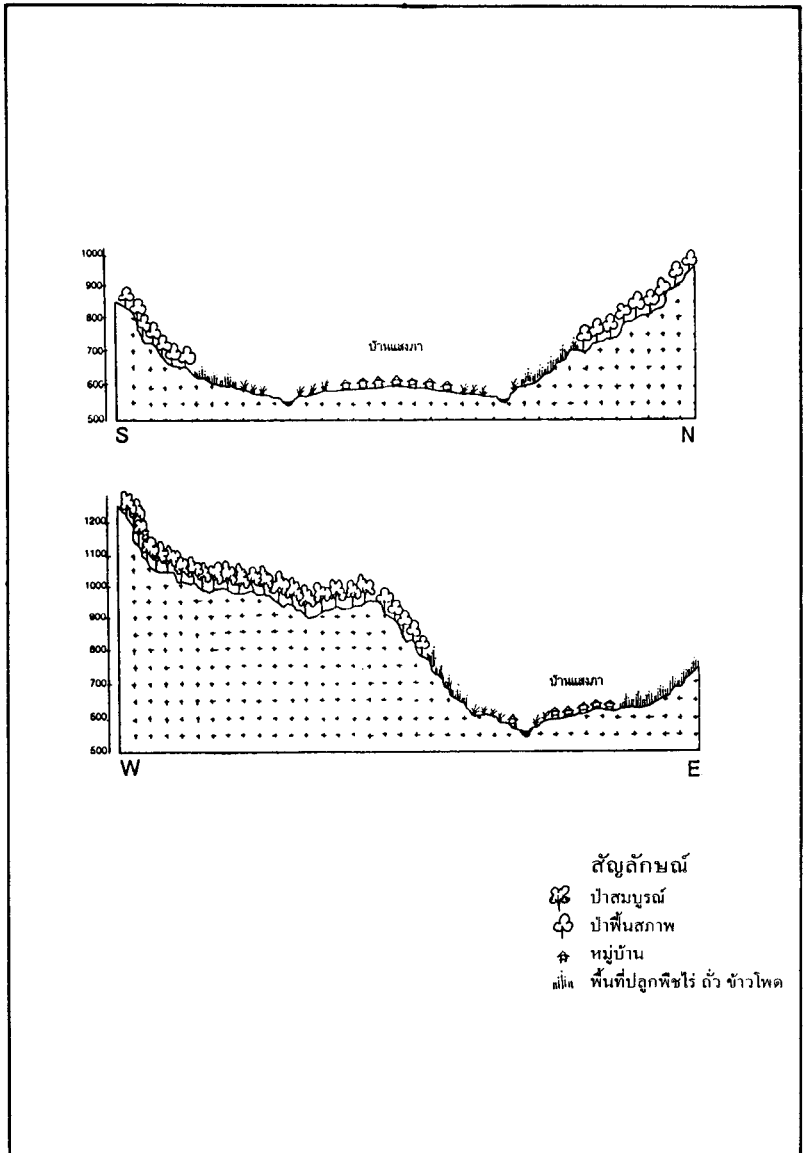 1000
900
800
700
600
500
บ้านแสงภา
S N
1200
1100
1000
900
800
700
600
500
บ้านแสงภา
W E
สัญลักษณ์
ป่าสมบูรณ์
ป่าฟื้นสภาพ
หมู่บ้าน
พื้นที่ปลูกพืชไร่ ถั่ว ข้าวโพด